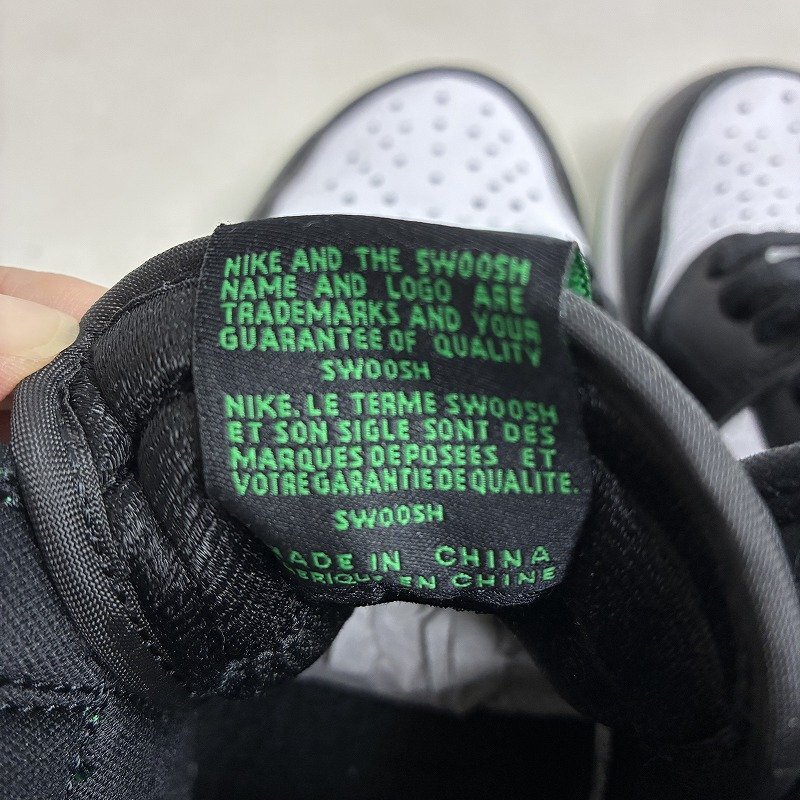 NIKE AND THE SWOOSH
NAME AND LOGO ARE
TRADEMARKS AND YOUR
GUARANTEE OF QUALITY
SWOOSH
NIKE. LE TERME SWOOSH
ET SON SIGLE SONT DES
MARQUES DEPOSEES ET
VOTRE GARANTIE DE QUALITE.
SWOOSH
MADE IN CHINA
EN CHINE